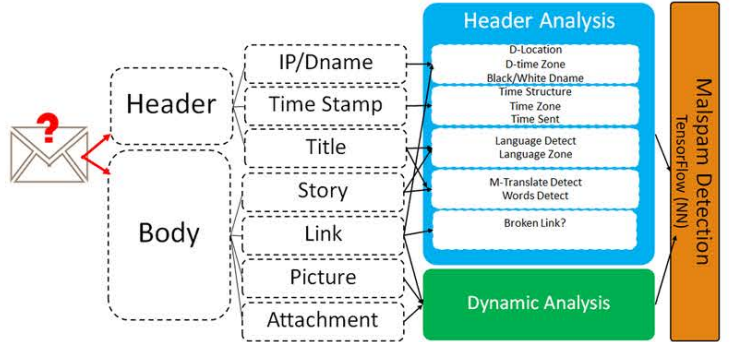 ?
Header
Body
IP/Dname
Time Stamp
Title
Story
Link
Picture
Attachment
Header Analysis
D-Location
D-time Zone
Black/White Dname
Time Structure
Time Zone
Time Sent
Language Detect
Language Zone
M-Translate Detect
Words Detect
Broken Link?
Dynamic Analysis
Malspam Detection
TensorFlow (NN)